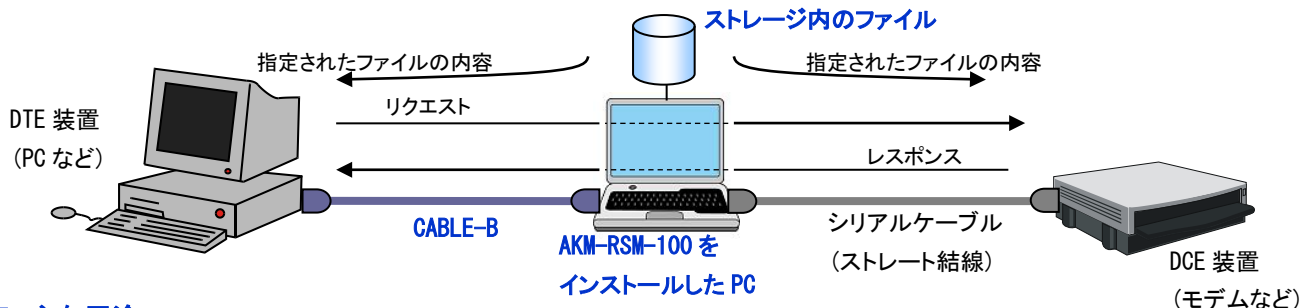 ストレージ内のファイル
指定されたファイルの内容
指定されたファイルの内容
リクエスト
DTE 装置
(PC など)
レスポンス
CABLE-B
シリアルケーブル
(ストレート結線)
AKM-RSM-100 を
インストールした PC
DCE 装置
(モデムなど)